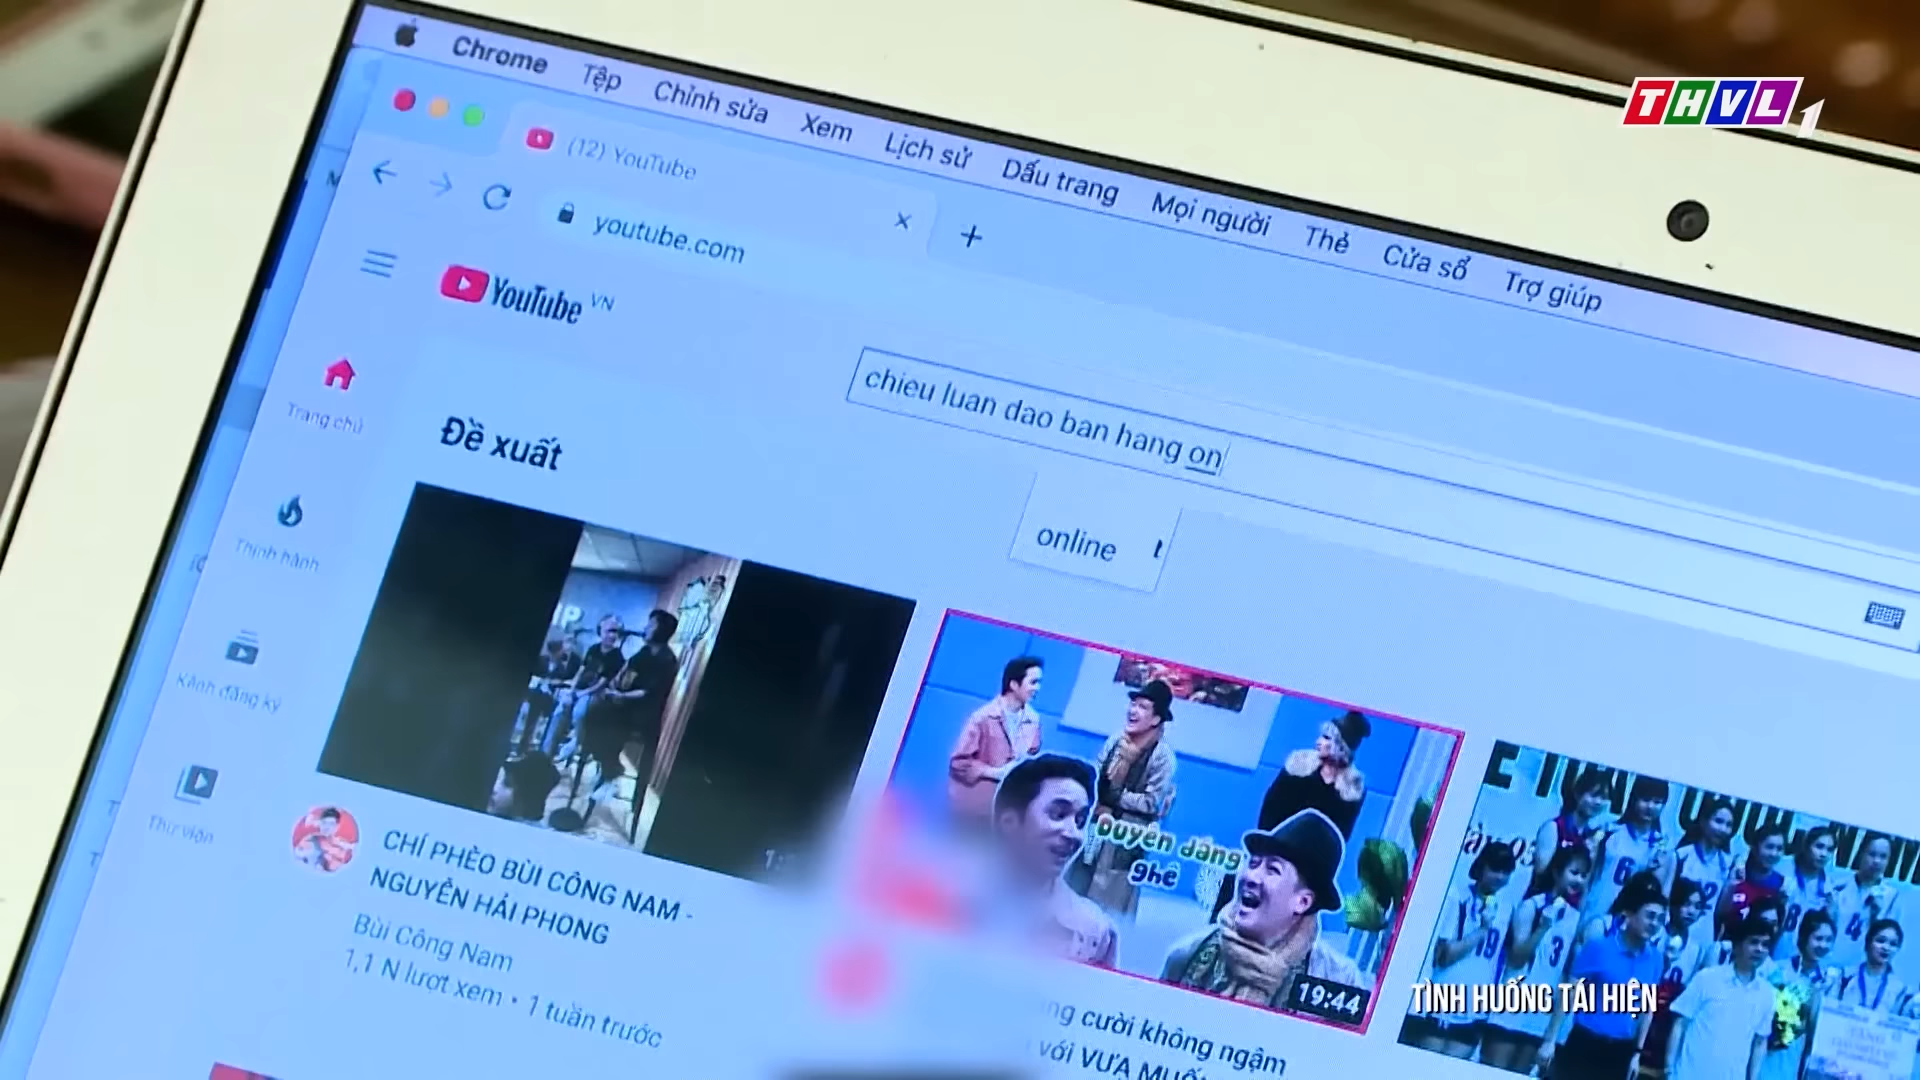 Chrome Tệp Chỉnh sửa Xem Lịch sử Dấu trang Mọi người Thẻ Cửa sổ Trợ giúp
THVL1
(12) YouTube
youtube.com
YouTube VN
chieu luan dao ban hang on
online
Trang chủ
Đề xuất
Thịnh hành
Kênh đăng ký
Thư viện
CHÍ PHÈO BÙI CÔNG NAM -
NGUYỄN HẢI PHONG
Bùi Công Nam
1,1 N lượt xem • 1 tuần trước
Duyên dáng
ghê
19:44
cười không ngậm
với VỰA
TÌNH HUỐNG TÁI HIỆN